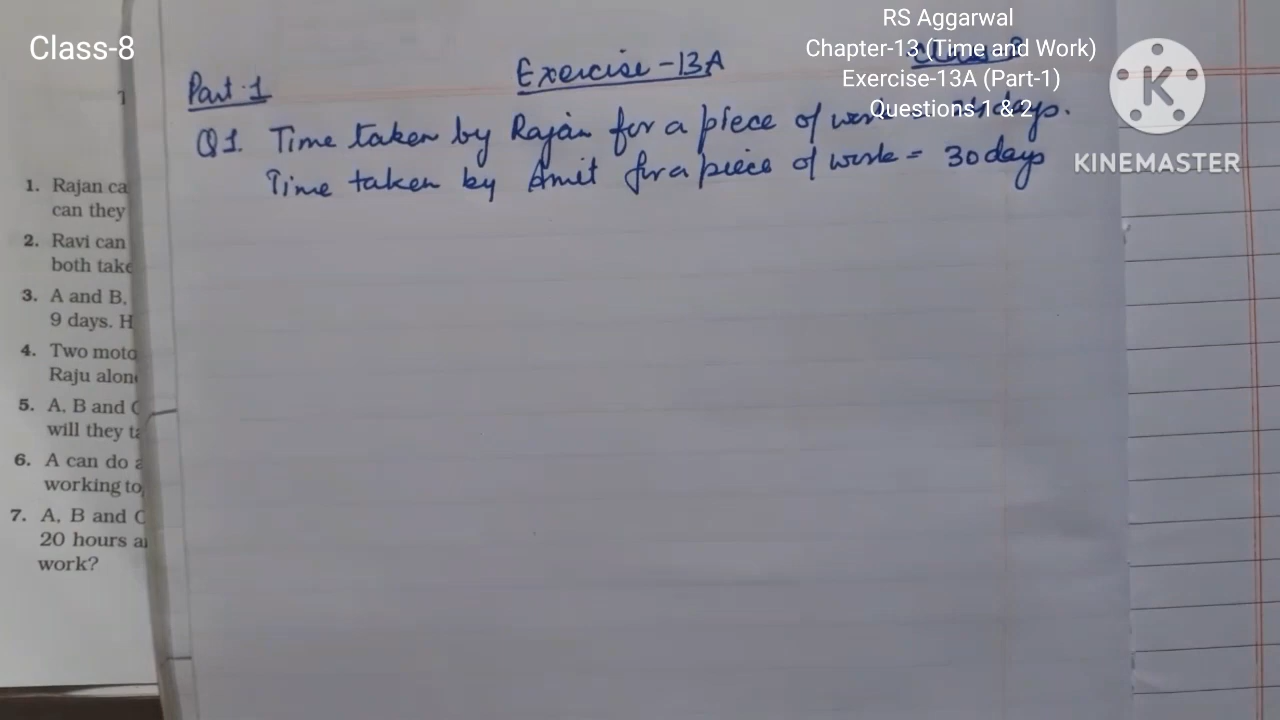 Class-8
RS Aggarwal
Chapter-13 (Time and Work)
Exercise-13A (Part-1)
Questions 1 & 2
KINEMASTER
Part-1
Exercise-13A
Q1. Time taken by Rajan for a piece of days.
Time taken by Amit for a piece of work = 30 days
1. Rajan ca
can they
2. Ravi can
both take
3. A and B,
9 days. H
4. Two moto
Raju alon
5. A, B and C
will they ta
6. A can do a
working to
7. A, B and C
20 hours a
work?